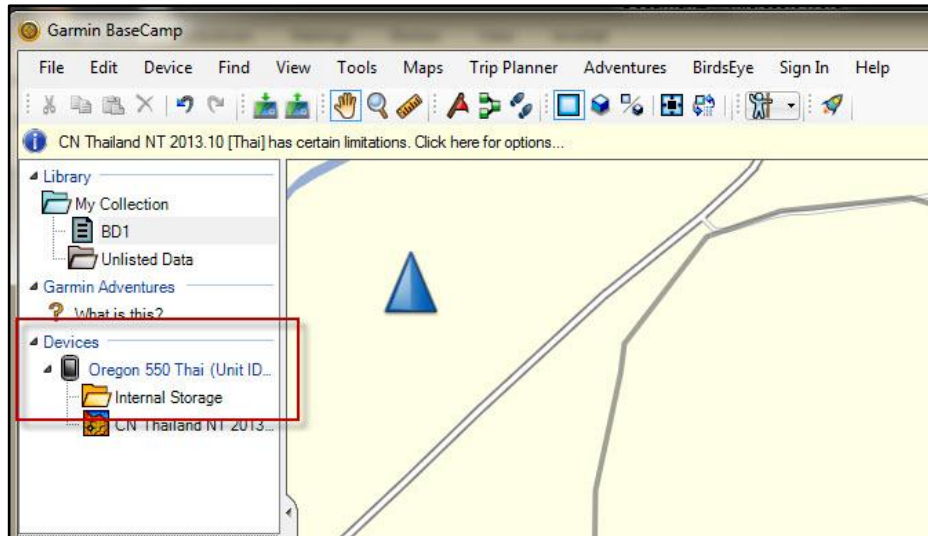 Garmin BaseCamp
File Edit Device Find View Tools Maps Trip Planner Adventures BirdsEye Sign In Help
CN Thailand NT 2013.10 [Thai] has certain limitations. Click here for options...
Library
My Collection
BD1
Unlisted Data
Garmin Adventures
What is this?
Devices
Oregon 550 Thai (Unit ID...
Internal Storage
CN Thailand NT 2013...